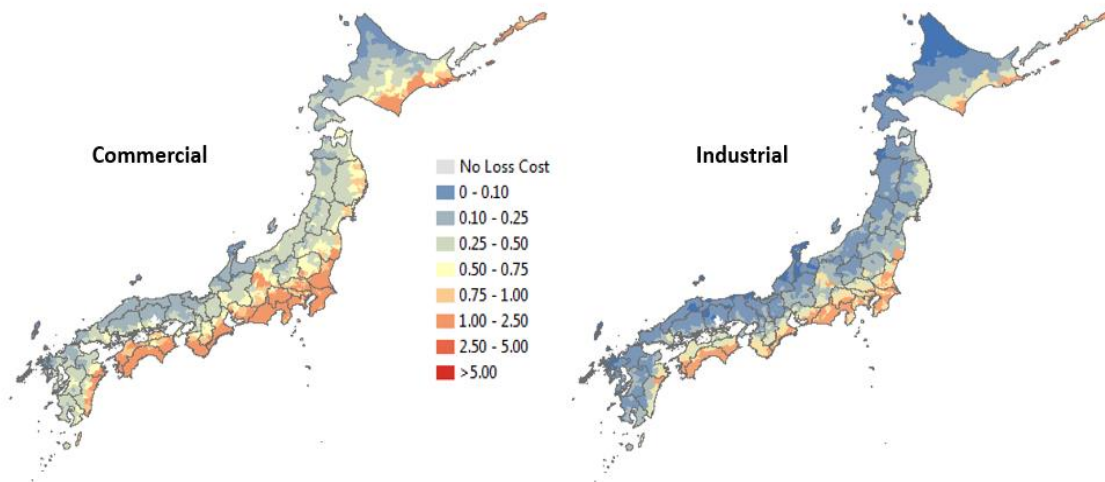 Commercial
Industrial
No Loss Cost
0 - 0.10
0.10 - 0.25
0.25 - 0.50
0.50 - 0.75
0.75 - 1.00
1.00 - 2.50
2.50 - 5.00
>5.00